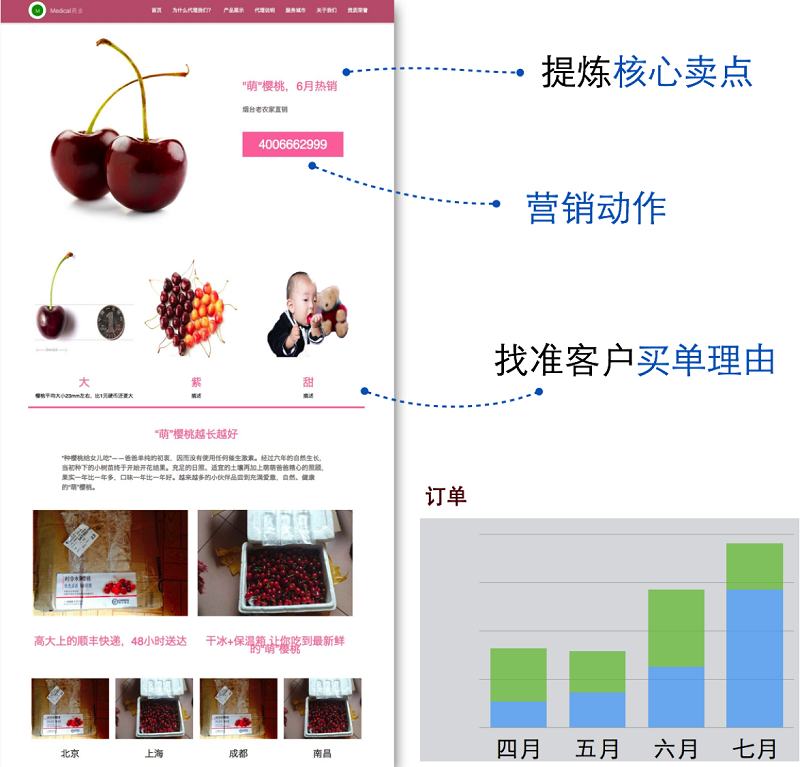 M Medical药业
首页 为什么代理我们? 产品展示 代理说明 服务城市 关于我们 资质荣誉
"萌"樱桃，6月热销
烟台老农家直销
4006662999
提炼核心卖点
营销动作
找准客户买单理由
大
樱桃平均大小23mm左右，比1元硬币还要大
紫
描述
甜
描述
"萌"樱桃越长越好
"种樱桃给女儿吃"——爸爸单纯的初衷，因而没有使用任何催生激素。经过六年的自然生长，
当初种下的小树苗终于开始开花结果。充足的日照、适宜的土壤再加上萌萌爸爸精心的照顾，
果实一年比一年多，口味一年比一年好。越来越多的小伙伴品尝到充满爱意、自然、健康
的"萌"樱桃。
高大上的顺丰快递，48小时送达
干冰+保温箱 让你吃到最新鲜
的"萌"樱桃
北京
上海
成都
南昌
订单
四月
五月
六月
七月